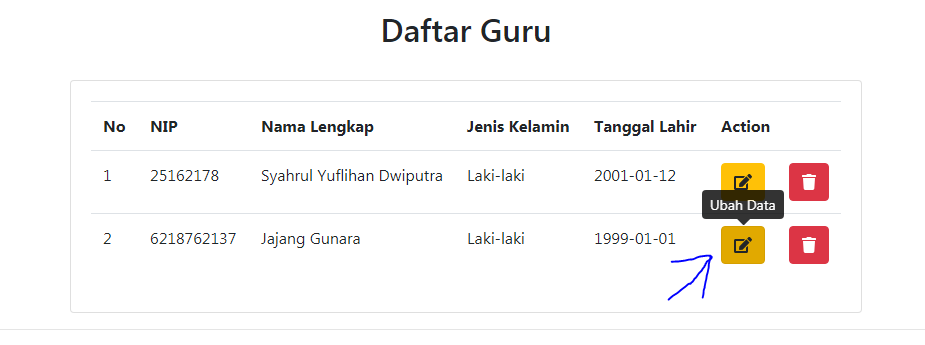 Daftar Guru
No NIP Nama Lengkap Jenis Kelamin Tanggal Lahir Action
1 25162178 Syahrul Yuflihan Dwiputra Laki-laki 2001-01-12
Ubah Data
2 6218762137 Jajang Gunara Laki-laki 1999-01-01